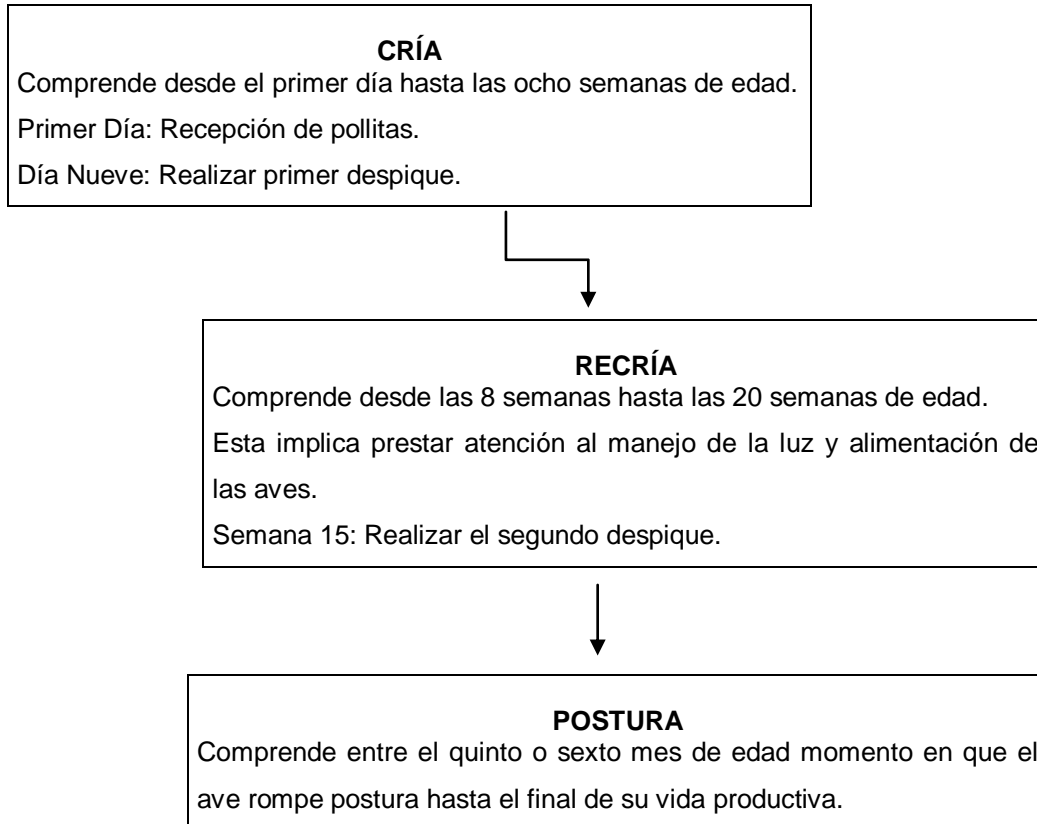 CRÍA
Comprende desde el primer día hasta las ocho semanas de edad.
Primer Día: Recepción de pollitas.
Día Nueve: Realizar primer despique.
RECRÍA
Comprende desde las 8 semanas hasta las 20 semanas de edad.
Esta implica prestar atención al manejo de la luz y alimentación de
las aves.
Semana 15: Realizar el segundo despique.
POSTURA
Comprende entre el quinto o sexto mes de edad momento en que el
ave rompe postura hasta el final de su vida productiva.